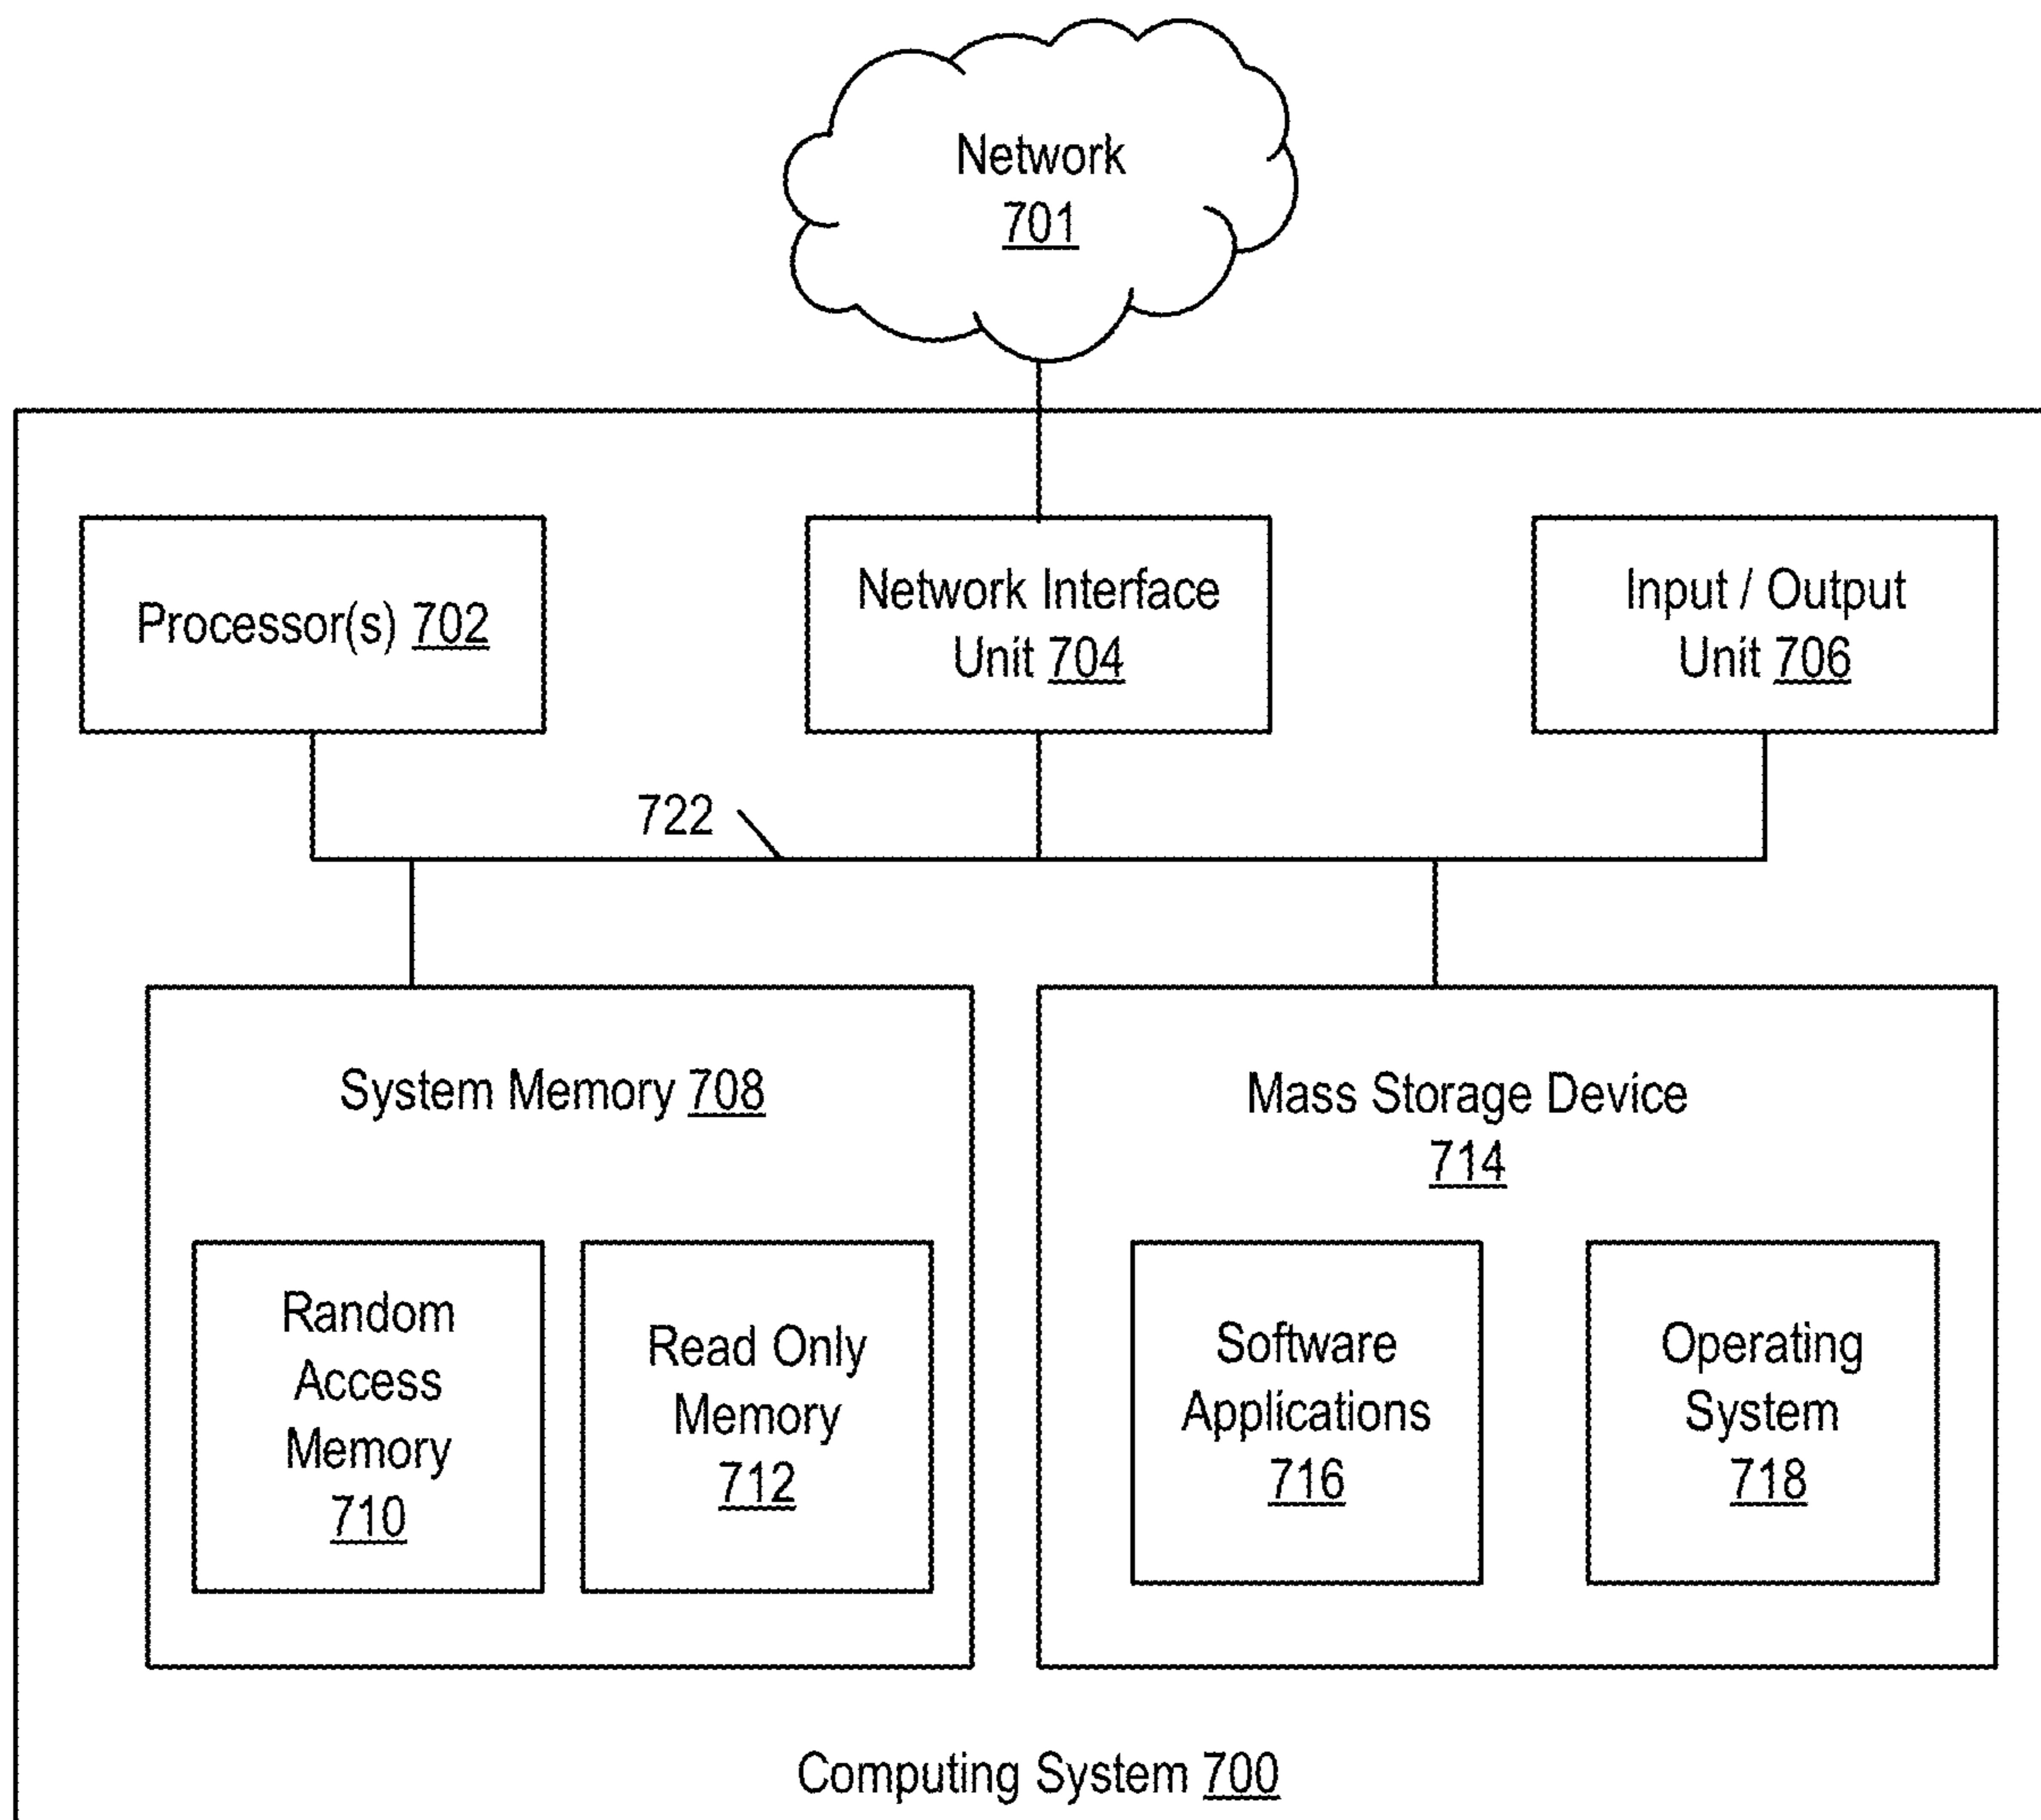 Network
701
Processor(s) 702
Network Interface
Unit 704
Input / Output
Unit 706
722
System Memory 708
Random
Access
Memory
710
Read Only
Memory
712
Mass Storage Device
714
Software
Applications
716
Operating
System
718
Computing System 700